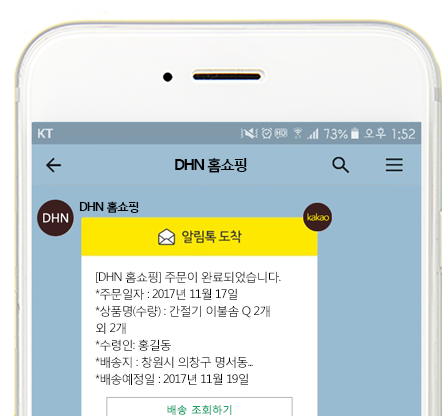 KT 73% 오후 1:52
DHN 홈쇼핑
DHN DHN 홈쇼핑
kakao
알림톡 도착
[DHN 홈쇼핑] 주문이 완료되었습니다.
*주문일자 : 2017년 11월 17일
*상품명(수량) : 간절기 이불솜 Q 2개
외 2개
*수령인: 홍길동
*배송지 : 창원시 의창구 명서동...
*배송예정일 : 2017년 11월 19일
배송 조회하기